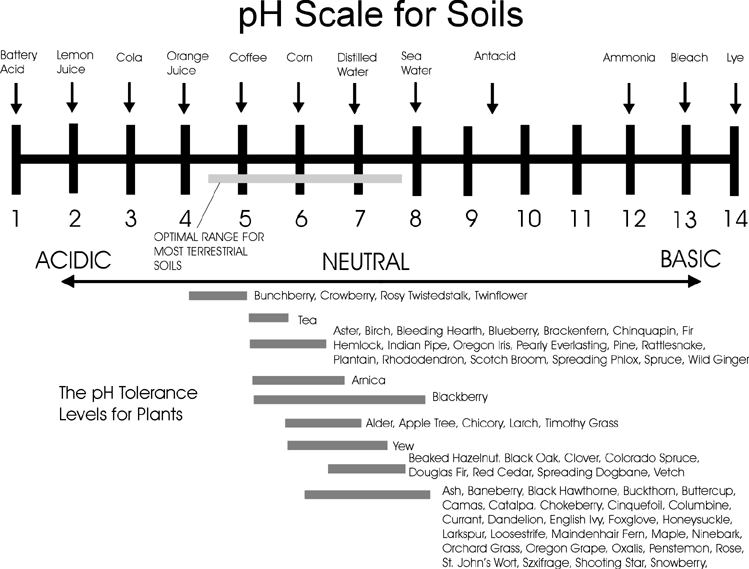 pH Scale for Soils
Battery Acid
Lemon Juice
Cola
Orange Juice
Coffee
Corn
Distilled Water
Sea Water
Antacid
Ammonia
Bleach
Lye
1 2 3 4 5 6 7 8 9 10 11 12 13 14
OPTIMAL RANGE FOR
MOST TERRESTRIAL
SOILS
ACIDIC NEUTRAL BASIC
Bunchberry, Crowberry, Rosy Twistedstalk, Twinflower
Tea
Aster, Birch, Bleeding Hearth, Blueberry, Brackenfern, Chinquapin, Fir
Hemlock, Indian Pipe, Oregon Iris, Pearly Everlasting, Pine, Rattlesnake,
Plantain, Rhododendron, Scotch Broom, Spreading Phlox, Spruce, Wild Ginger
The pH Tolerance
Levels for Plants
Arnica
Blackberry
Alder, Apple Tree, Chicory, Larch, Timothy Grass
Yew
Beaked Hazelnut, Black Oak, Clover, Colorado Spruce,
Douglas Fir, Red Cedar, Spreading Dogbane, Vetch
Ash, Baneberry, Black Hawthorne, Buckthorn, Buttercup,
Camas, Catalpa, Chokeberry, Cinquefoil, Columbine,
Currant, Dandelion, English Ivy, Foxglove, Honeysuckle,
Larkspur, Loosestrife, Maindenhair Fern, Maple, Ninebark,
Orchard Grass, Oregon Grape, Oxalis, Penstemon, Rose,
St. John's Wort, Szxifrage, Shooting Star, Snowberry,